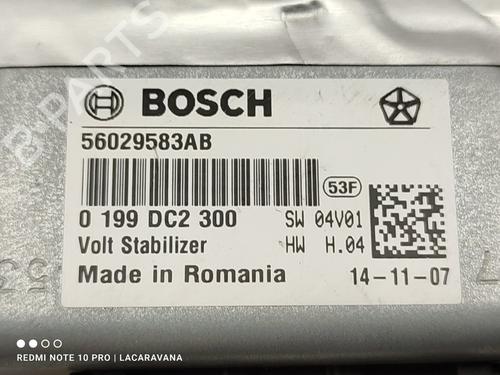 BOSCH
56029583AB
53F
0 199 DC2 300 SW 04V01
Volt Stabilizer HW H.04
Made in Romania 14-11-07
REDMI NOTE 10 PRO | LACARAVANA
B-PARTS